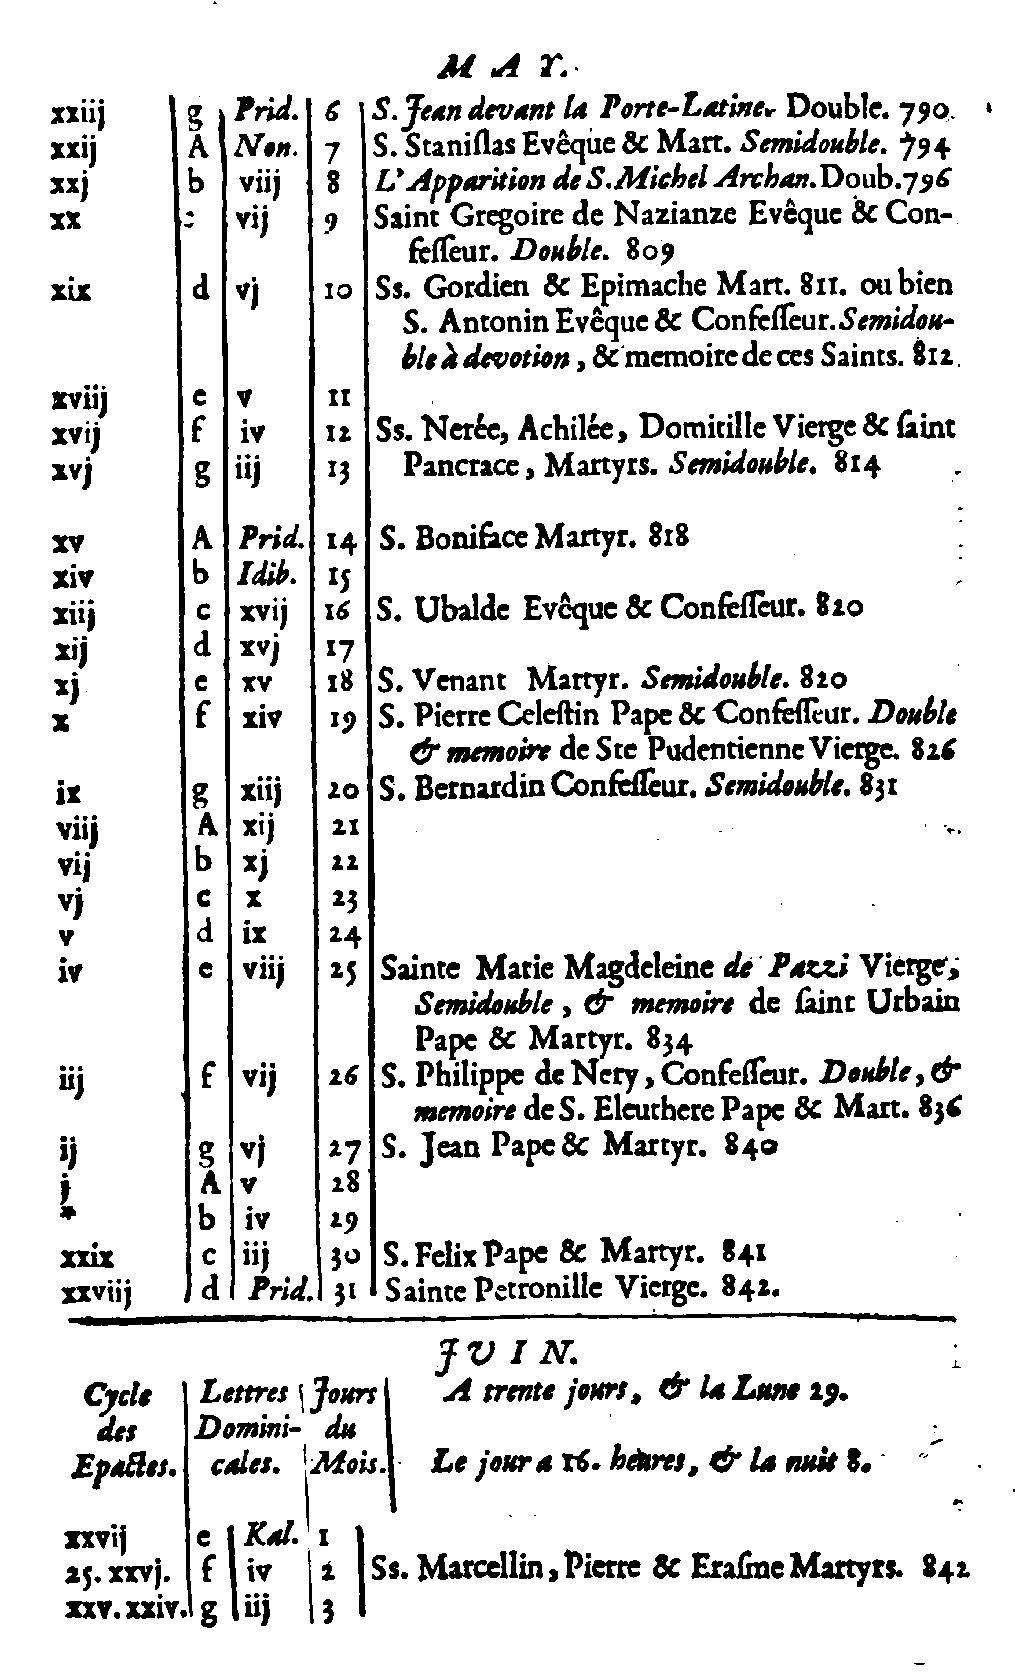 MAY.
xxiij g Prid. 6 S. Jean devant la Porte-Latine. Double. 790.
xxij A Non. 7 S. Staniſlas Evêque & Mart. Semidouble. 794
xxj b viij 8 L'Apparition de S. Michel Archan. Doub. 796
xx c vij 9 Saint Gregoire de Nazianze Evêque & Con-
feſſeur. Double. 809
xix d vj 10 Ss. Gordien & Epimache Mart. 811. ou bien
S. Antonin Evêque & Confeſſeur. Semidou-
ble à devotion, & memoire de ces Saints. 812.
xviij e v 11
xvij f iv 12 Ss. Nerée, Achilée, Domitille Vierge & ſaint
xvj g iij 13 Pancrace, Martyrs. Semidouble. 814
xv A Prid. 14 S. Boniface Martyr. 818
xiv b Idib. 15
xiij c xvij 16 S. Ubalde Evêque & Confeſſeur. 820
xij d xvj 17
xj e xv 18 S. Venant Martyr. Semidouble. 820
x f xiv 19 S. Pierre Celeſtin Pape & Confeſſeur. Double
& memoire de Ste Pudentienne Vierge. 826
ix g xiij 20 S. Bernardin Confeſſeur. Semidouble. 831
viij A xij 21
vij b xj 22
vj c x 23
v d ix 24
iv e viij 25 Sainte Marie Magdeleine de Pazzi Vierge,
Semidouble, & memoire de ſaint Urbain
Pape & Martyr. 834
iij f vij 26 S. Philippe de Nery, Confeſſeur. Double, &
memoire de S. Eleuthere Pape & Mart. 836
ij g vj 27 S. Jean Pape & Martyr. 840
j A v 28
* b iv 29
xxix c iij 30 S. Felix Pape & Martyr. 841
xxviij d Prid. 31 Sainte Petronille Vierge. 842.
JUIN.
Cycle Lettres Jours A trente jours, & la Lune 29.
des Domini- du
Epactes. cales. Mois. Le jour a 16. heures, & la nuit 8.
xxvij e Kal. 1
25. xxvj. f iv 2 Ss. Marcellin, Pierre & Eraſme Martyrs. 842
xxv. xxiv. g iij 3